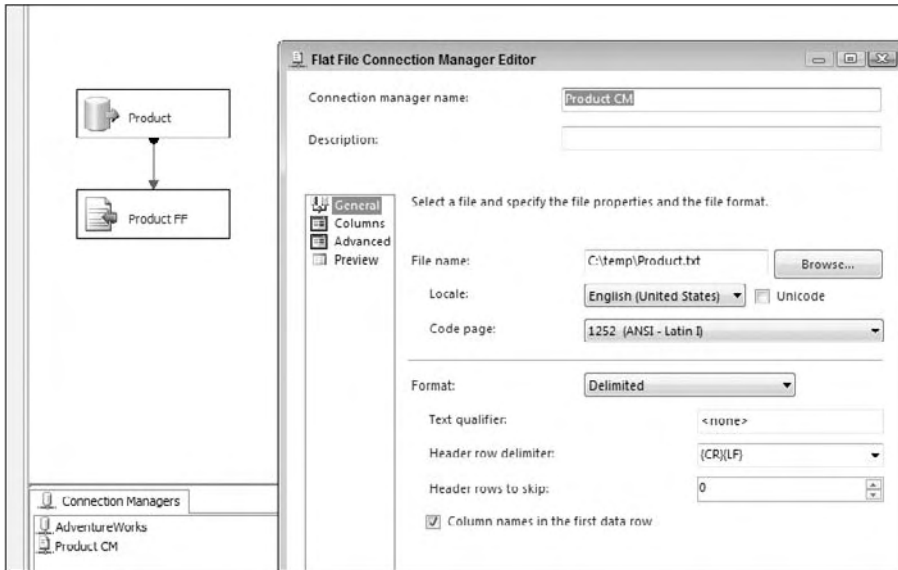 Product
Product FF
Connection Managers
AdventureWorks
Product CM
Flat File Connection Manager Editor
Connection manager name: Product CM
Description:
General
Columns
Advanced
Preview
Select a file and specify the file properties and the file format.
File name: C:\temp\Product.txt Browse...
Locale: English (United States) Unicode
Code page: 1252 (ANSI - Latin I)
Format: Delimited
Text qualifier: <none>
Header row delimiter: {CR}{LF}
Header rows to skip: 0
Column names in the first data row